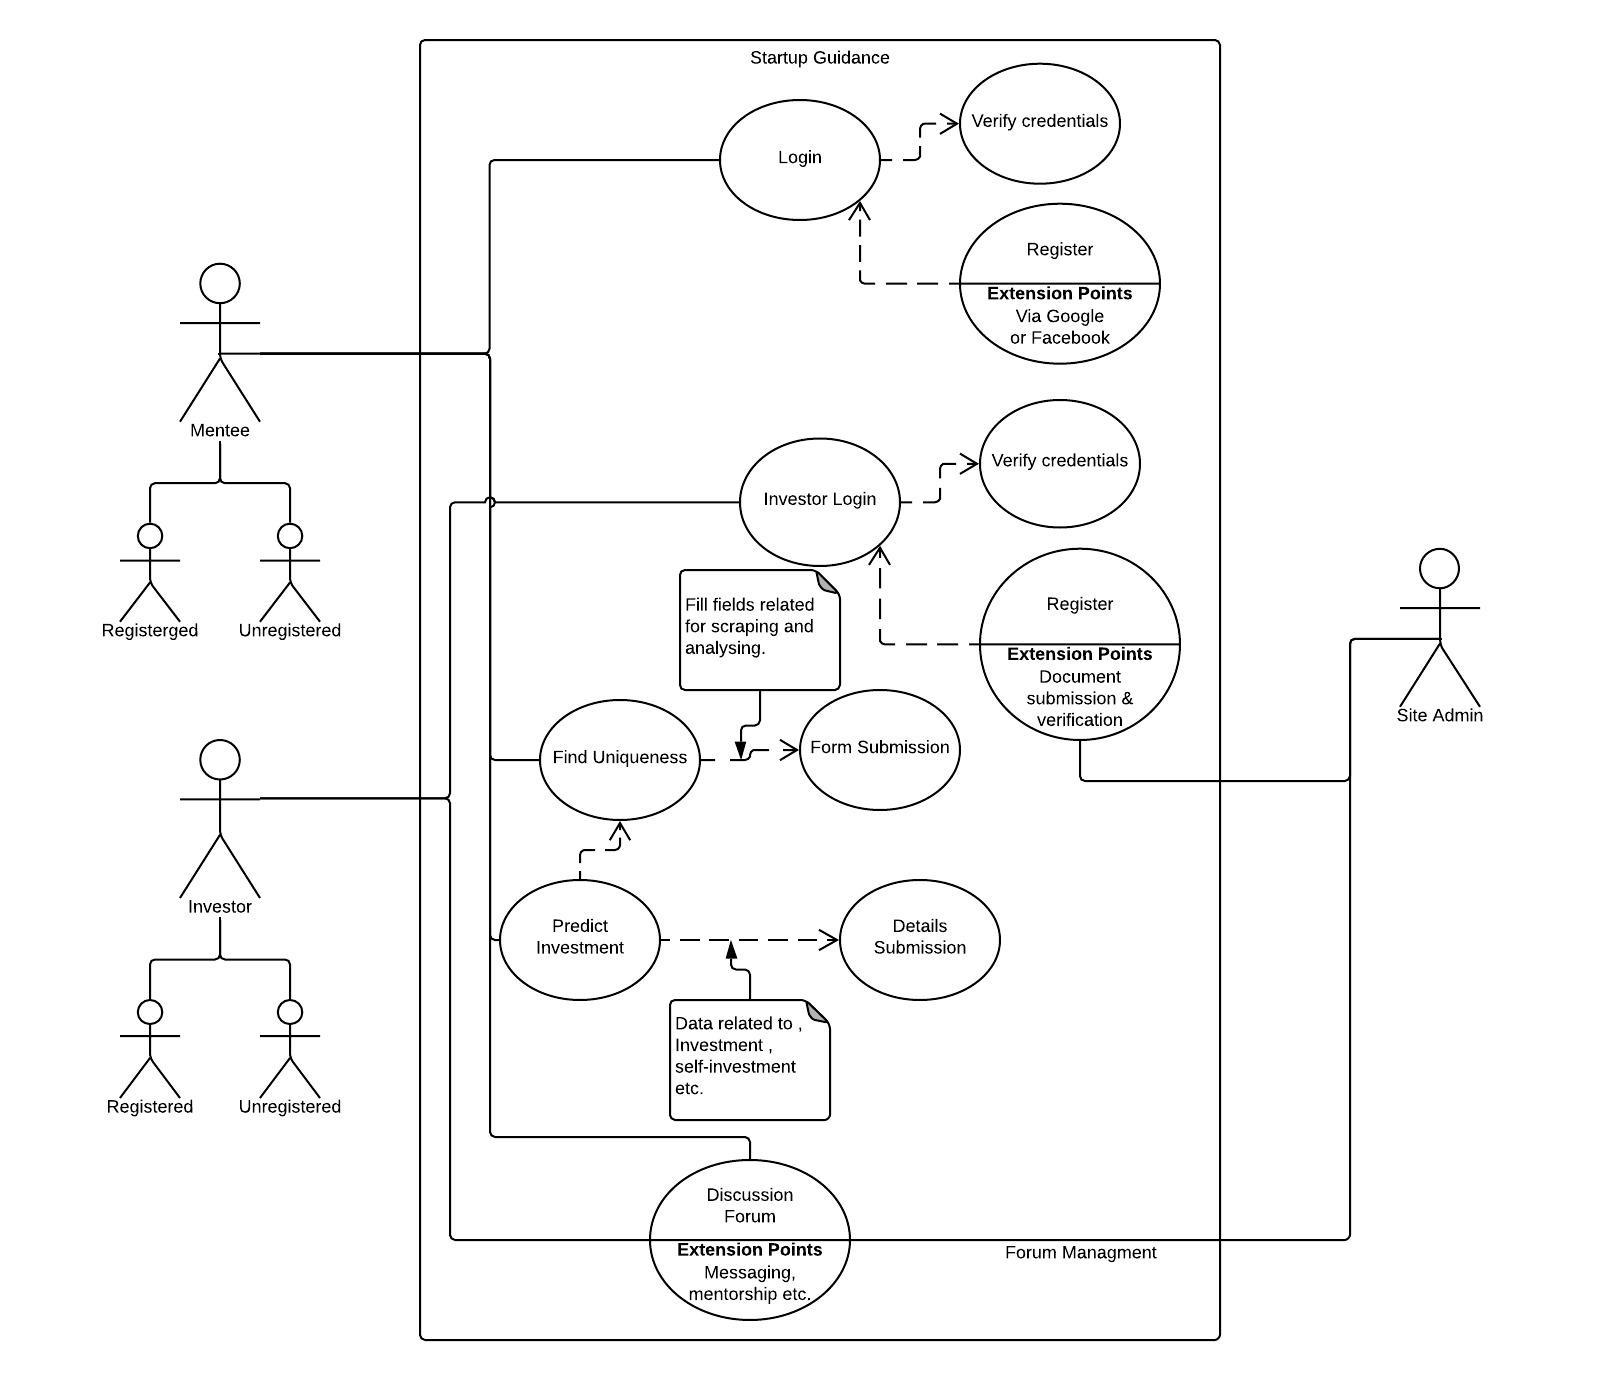 Startup Guidance
Verify credentials
Login
Register
Extension Points
Via Google
or Facebook
Mentee
Registerged
Unregistered
Verify credentials
Investor Login
Register
Extension Points
Document
submission &
verification
Fill fields related
for scraping and
analysing.
Site Admin
Find Uniqueness
Form Submission
Investor
Registered
Unregistered
Predict
Investment
Details
Submission
Data related to ,
Investment ,
self-investment
etc.
Discussion
Forum
Extension Points
Messaging,
mentorship etc.
Forum Managment